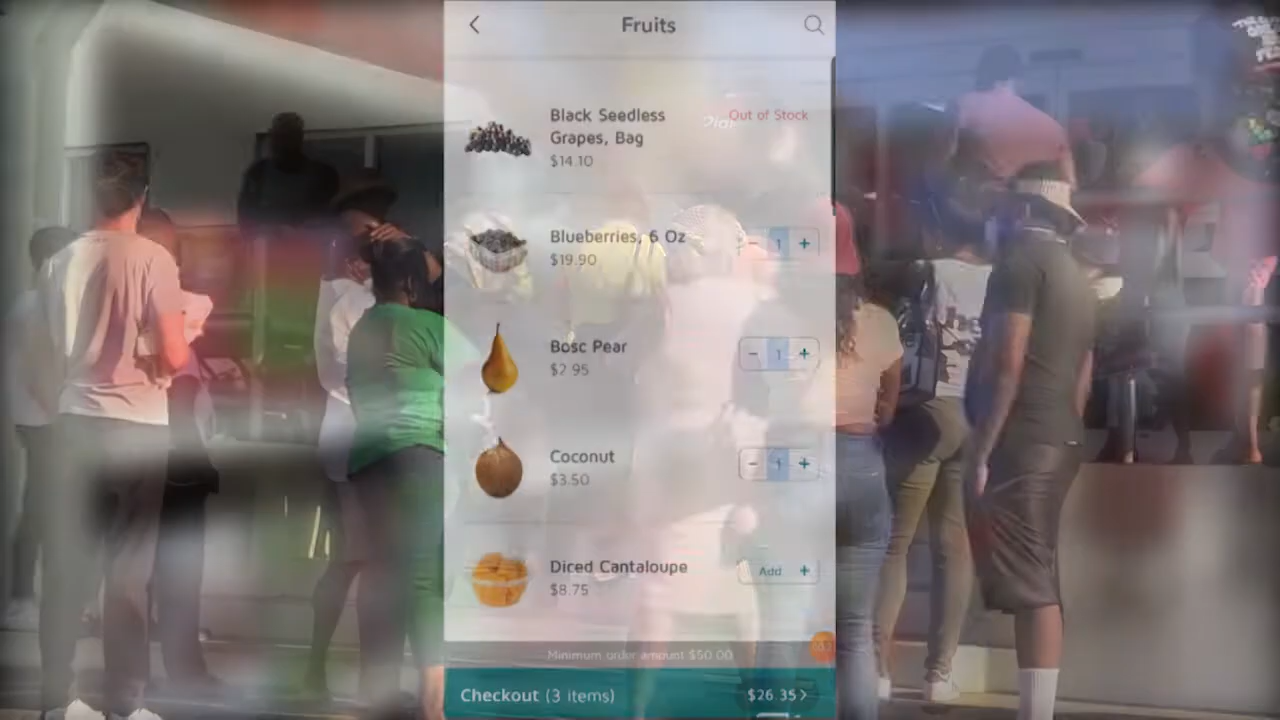 Fruits
Black Seedless
Grapes, Bag
$14.10
Out of Stock
Blueberries, 6 Oz
$19.90
− 1 +
Bosc Pear
$2.95
− 1 +
Coconut
$3.50
− 1 +
Diced Cantaloupe
$8.75
Add +
Minimum order amount $50.00
Checkout (3 items)
$26.35